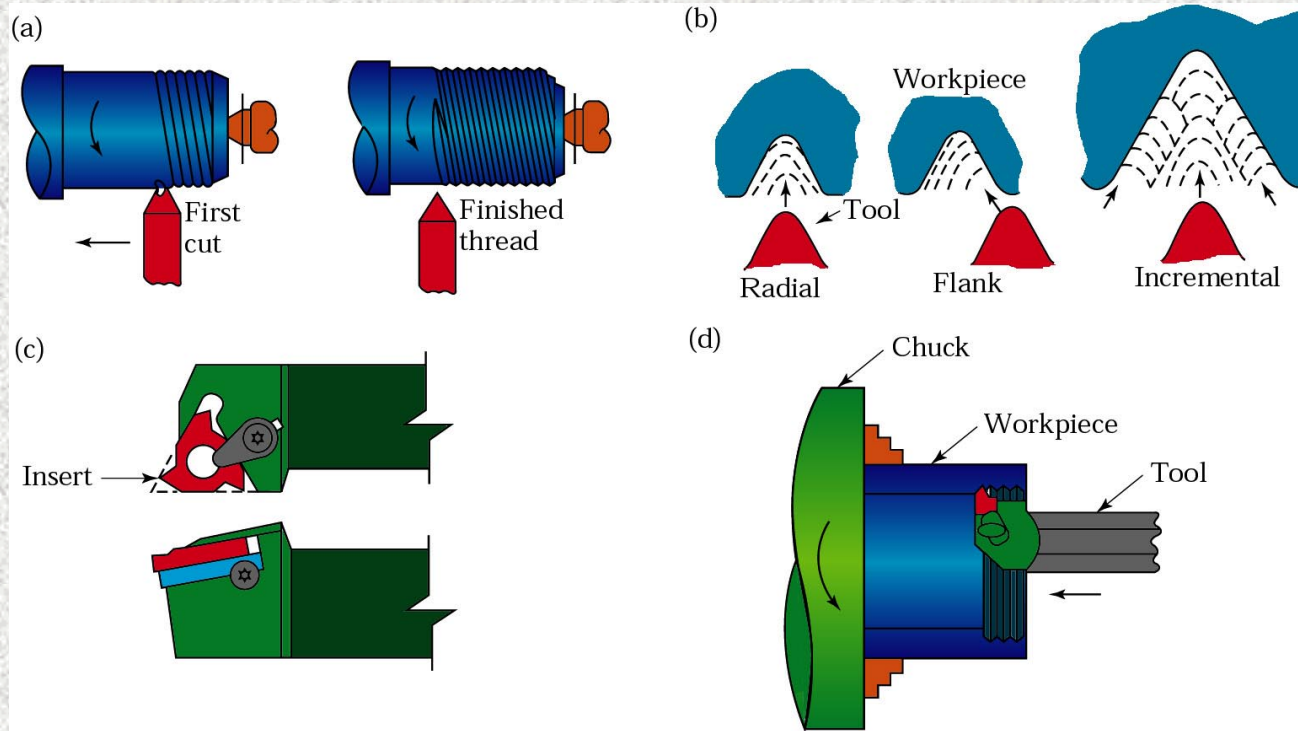 (a)
First
cut
Finished
thread
(b)
Workpiece
Tool
Radial
Flank
Incremental
(c)
Insert
(d)
Chuck
Workpiece
Tool